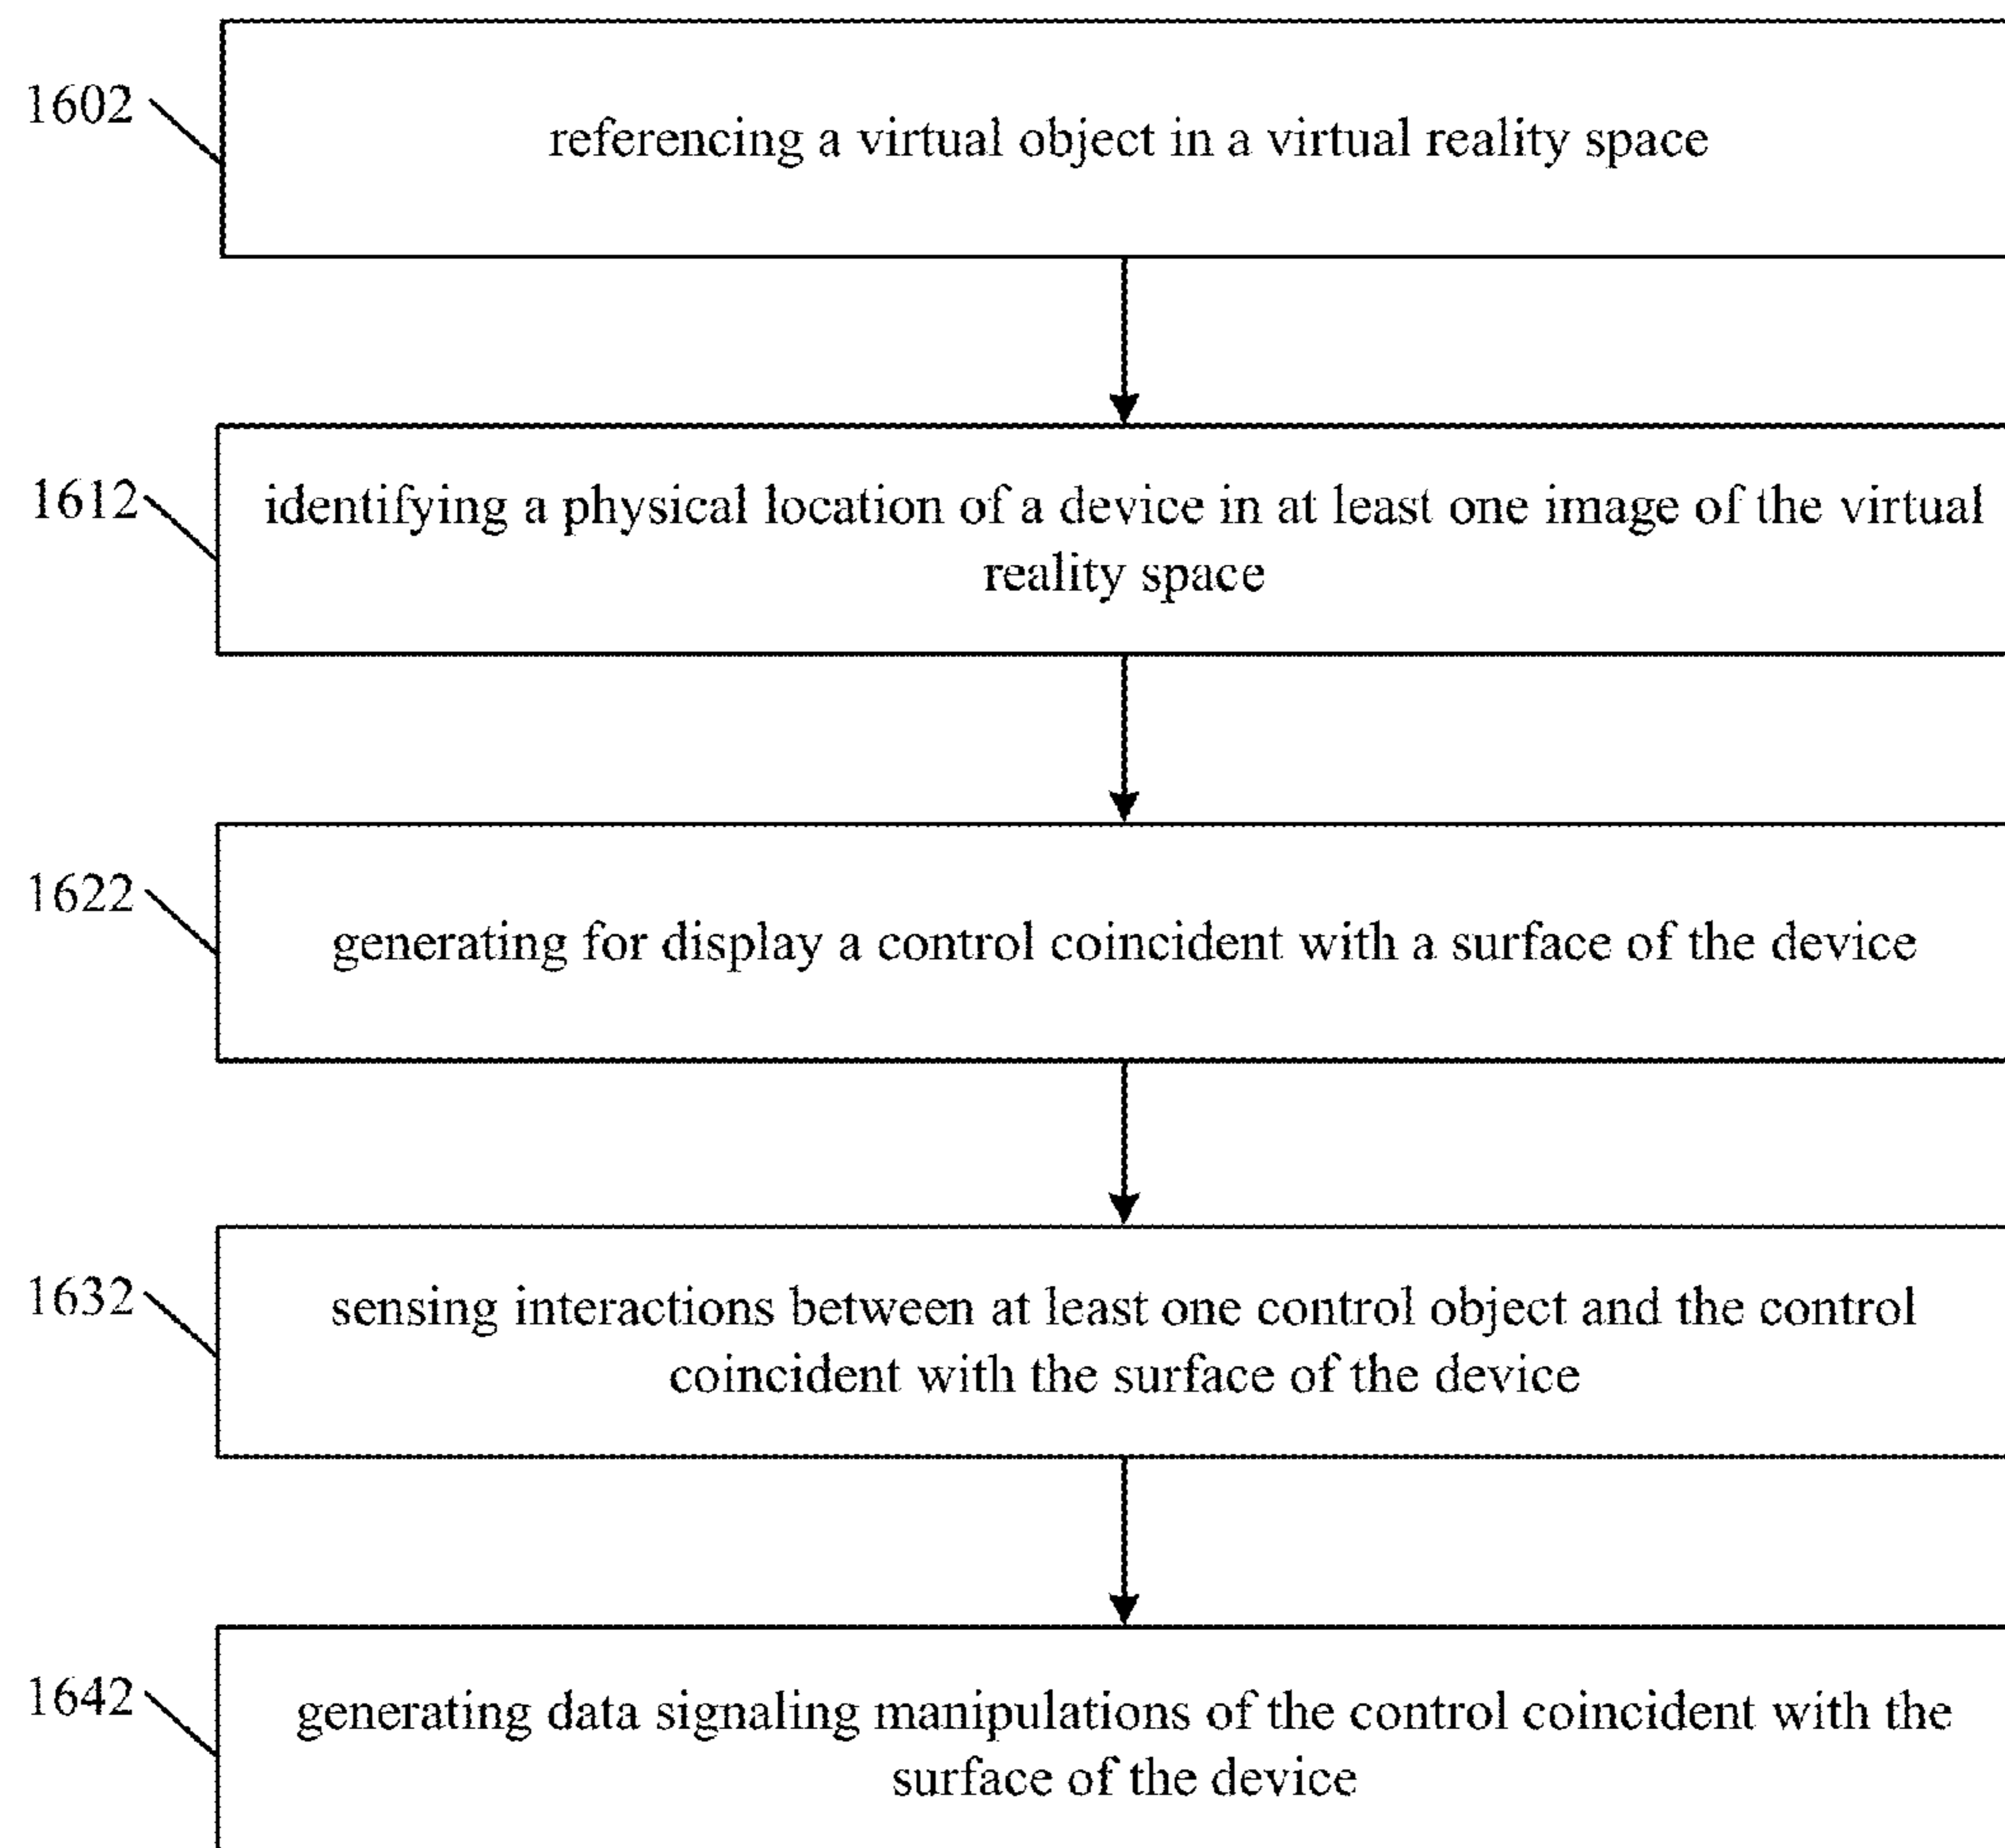 1602
referencing a virtual object in a virtual reality space
1612
identifying a physical location of a device in at least one image of the virtual
reality space
1622
generating for display a control coincident with a surface of the device
1632
sensing interactions between at least one control object and the control
coincident with the surface of the device
1642
generating data signaling manipulations of the control coincident with the
surface of the device